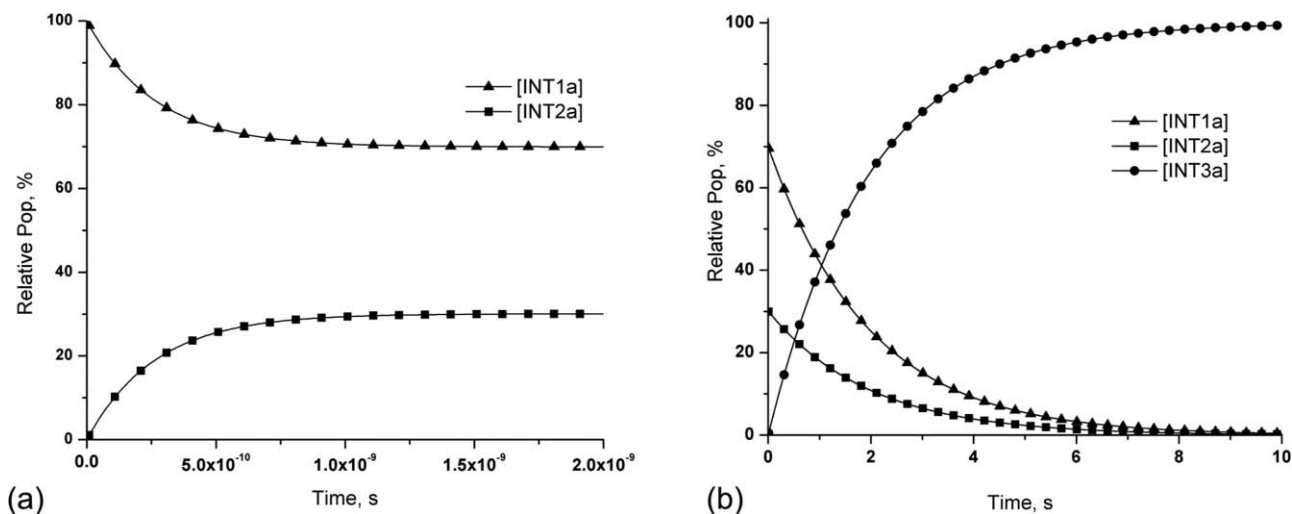 100
80
60
40
20
0
Relative Pop, %
[INT1a]
[INT2a]
0.0
5.0x10⁻¹⁰
1.0x10⁻⁹
1.5x10⁻⁹
2.0x10⁻⁹
(a)
Time, s
100
80
60
40
20
0
Relative Pop, %
[INT1a]
[INT2a]
[INT3a]
0
2
4
6
8
10
(b)
Time, s